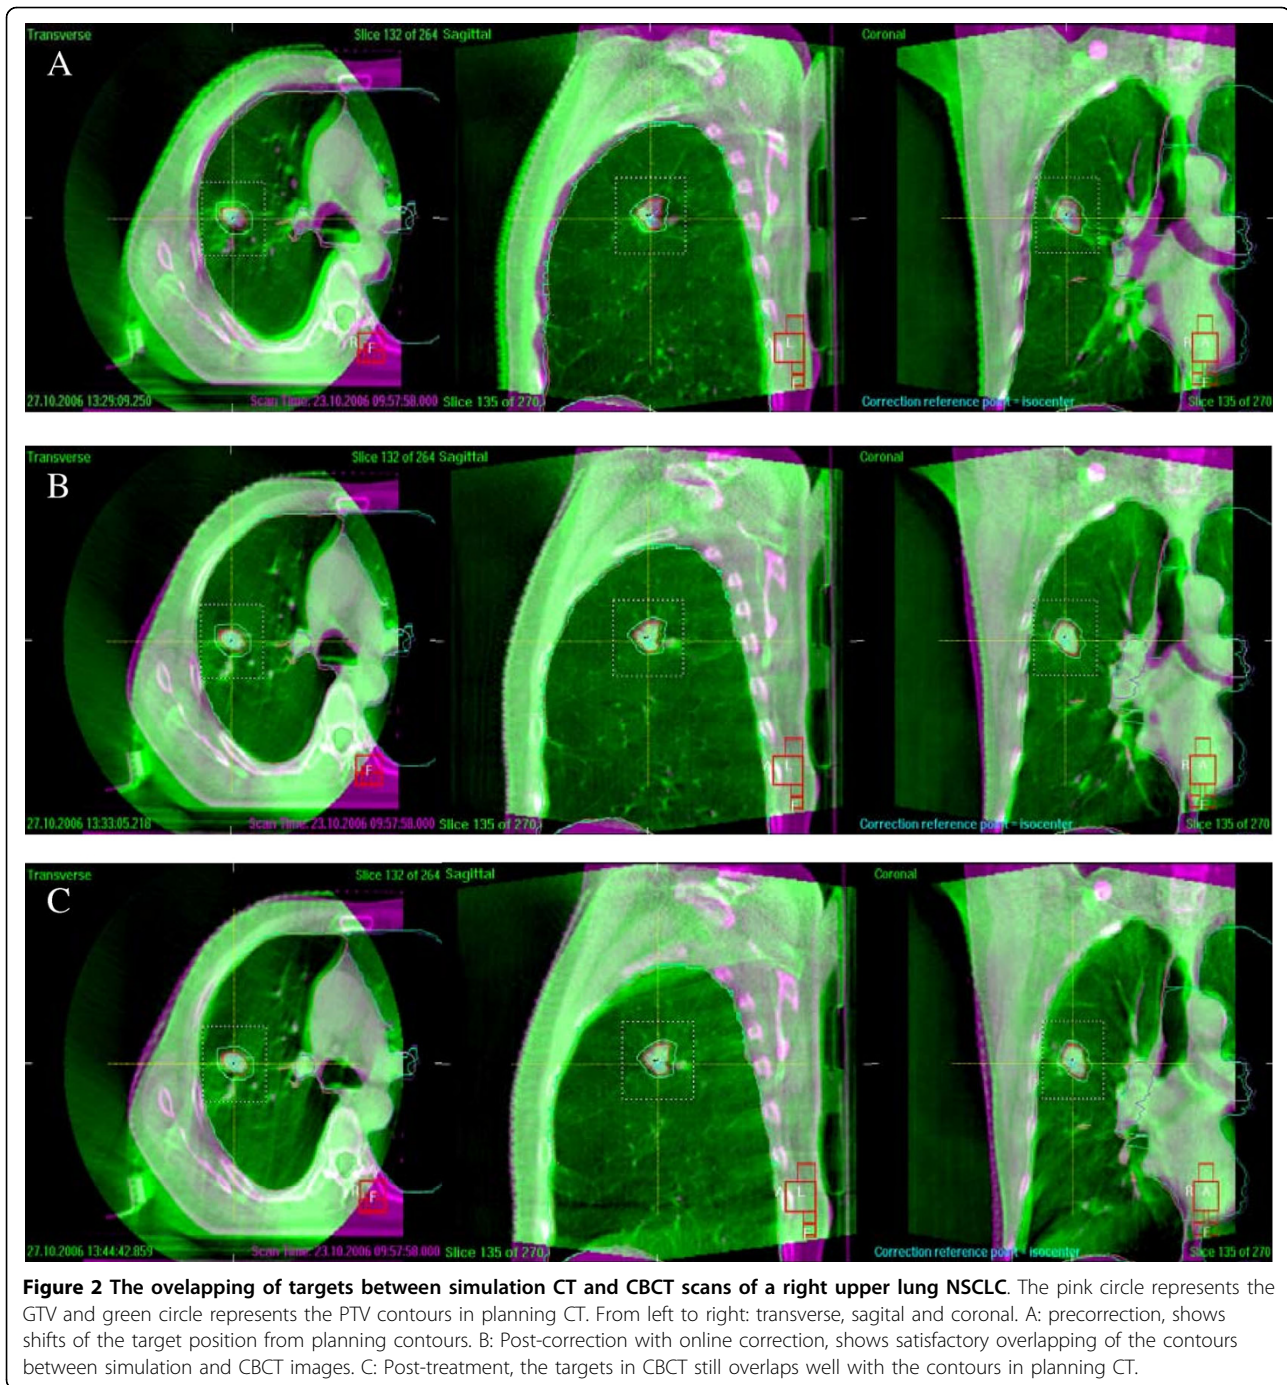 Transverse
Slice 132 of 264
Sagittal
Coronal
A
R
F
A
L
F
R
A
F
27.10.2006 13:29:09.250
Scan Time: 23.10.2006 09:57:58.000
Slice 135 of 270
Correction reference point = isocenter
Slice 135 of 270
Transverse
Slice 132 of 264
Sagittal
Coronal
B
F
A
L
F
R
F
27.10.2006 13:33:05.218
Scan Time: 23.10.2006 09:57:58.000
Slice 135 of 270
Correction reference point = isocenter
Slice 135 of 270
Transverse
Slice 132 of 264
Sagittal
Coronal
C
R
F
A
L
F
R
A
F
27.10.2006 13:44:42.859
Scan Time: 23.10.2006 09:57:58.000
Slice 135 of 270
Correction reference point = isocenter
Slice 135 of 270
Figure 2 The ovelapping of targets between simulation CT and CBCT scans of a right upper lung NSCLC. The pink circle represents the
GTV and green circle represents the PTV contours in planning CT. From left to right: transverse, sagital and coronal. A: precorrection, shows
shifts of the target position from planning contours. B: Post-correction with online correction, shows satisfactory overlapping of the contours
between simulation and CBCT images. C: Post-treatment, the targets in CBCT still overlaps well with the contours in planning CT.